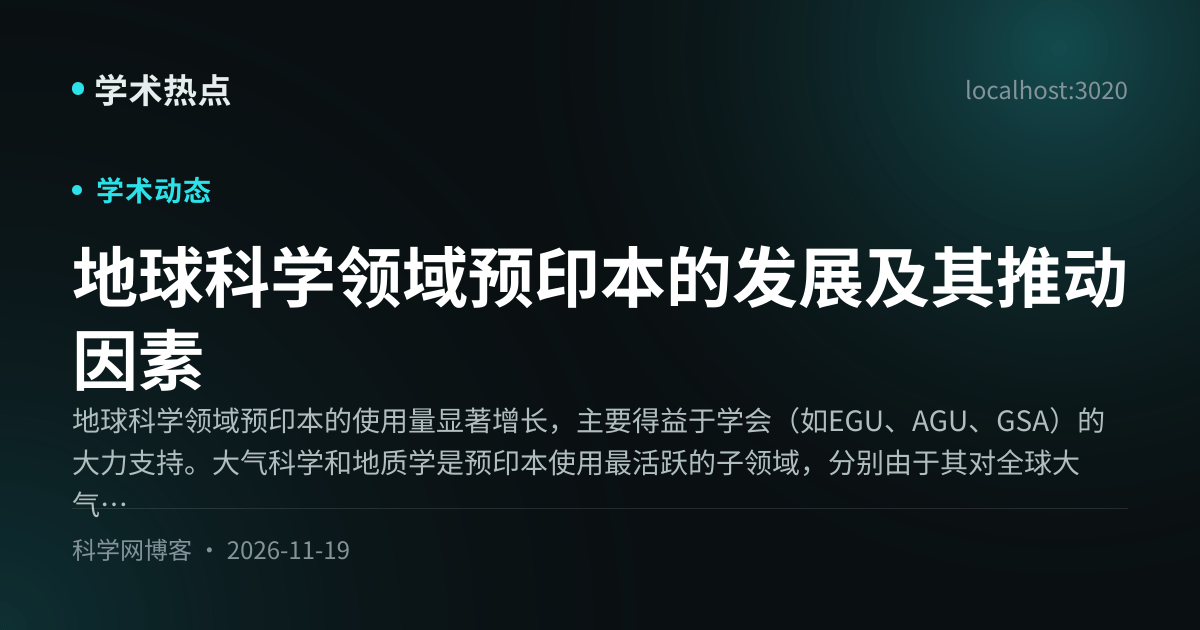 学术热点
localhost:3020
学术动态
地球科学领域预印本的发展及其推动
因素
地球科学领域预印本的使用量显著增长，主要得益于学会（如EGU、AGU、GSA）的
大力支持。大气科学和地质学是预印本使用最活跃的子领域，分别由于其对全球大
气…
科学网博客 · 2026-11-19